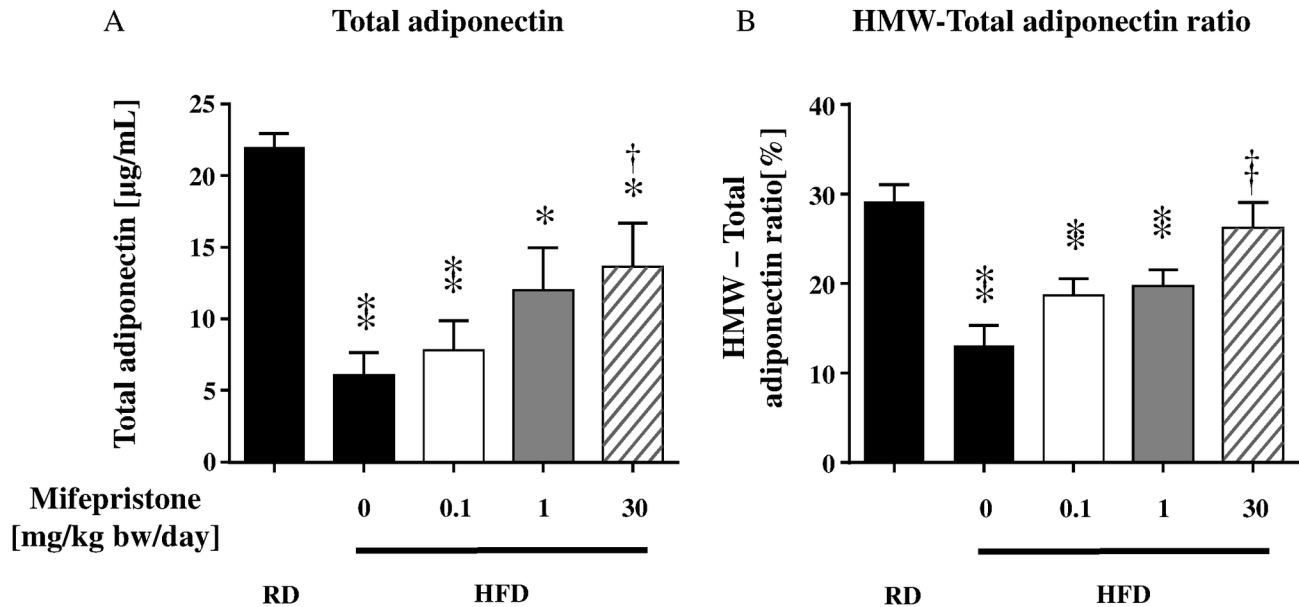 A
Total adiponectin
Total adiponectin [µg/mL]
25
20
15
10
5
0
**
**
*
†
*
Mifepristone
[mg/kg bw/day]
0
0.1
1
30
RD
HFD
B
HMW-Total adiponectin ratio
HMW – Total
adiponectin ratio[%]
40
30
20
10
0
**
**
**
‡
0
0.1
1
30
RD
HFD